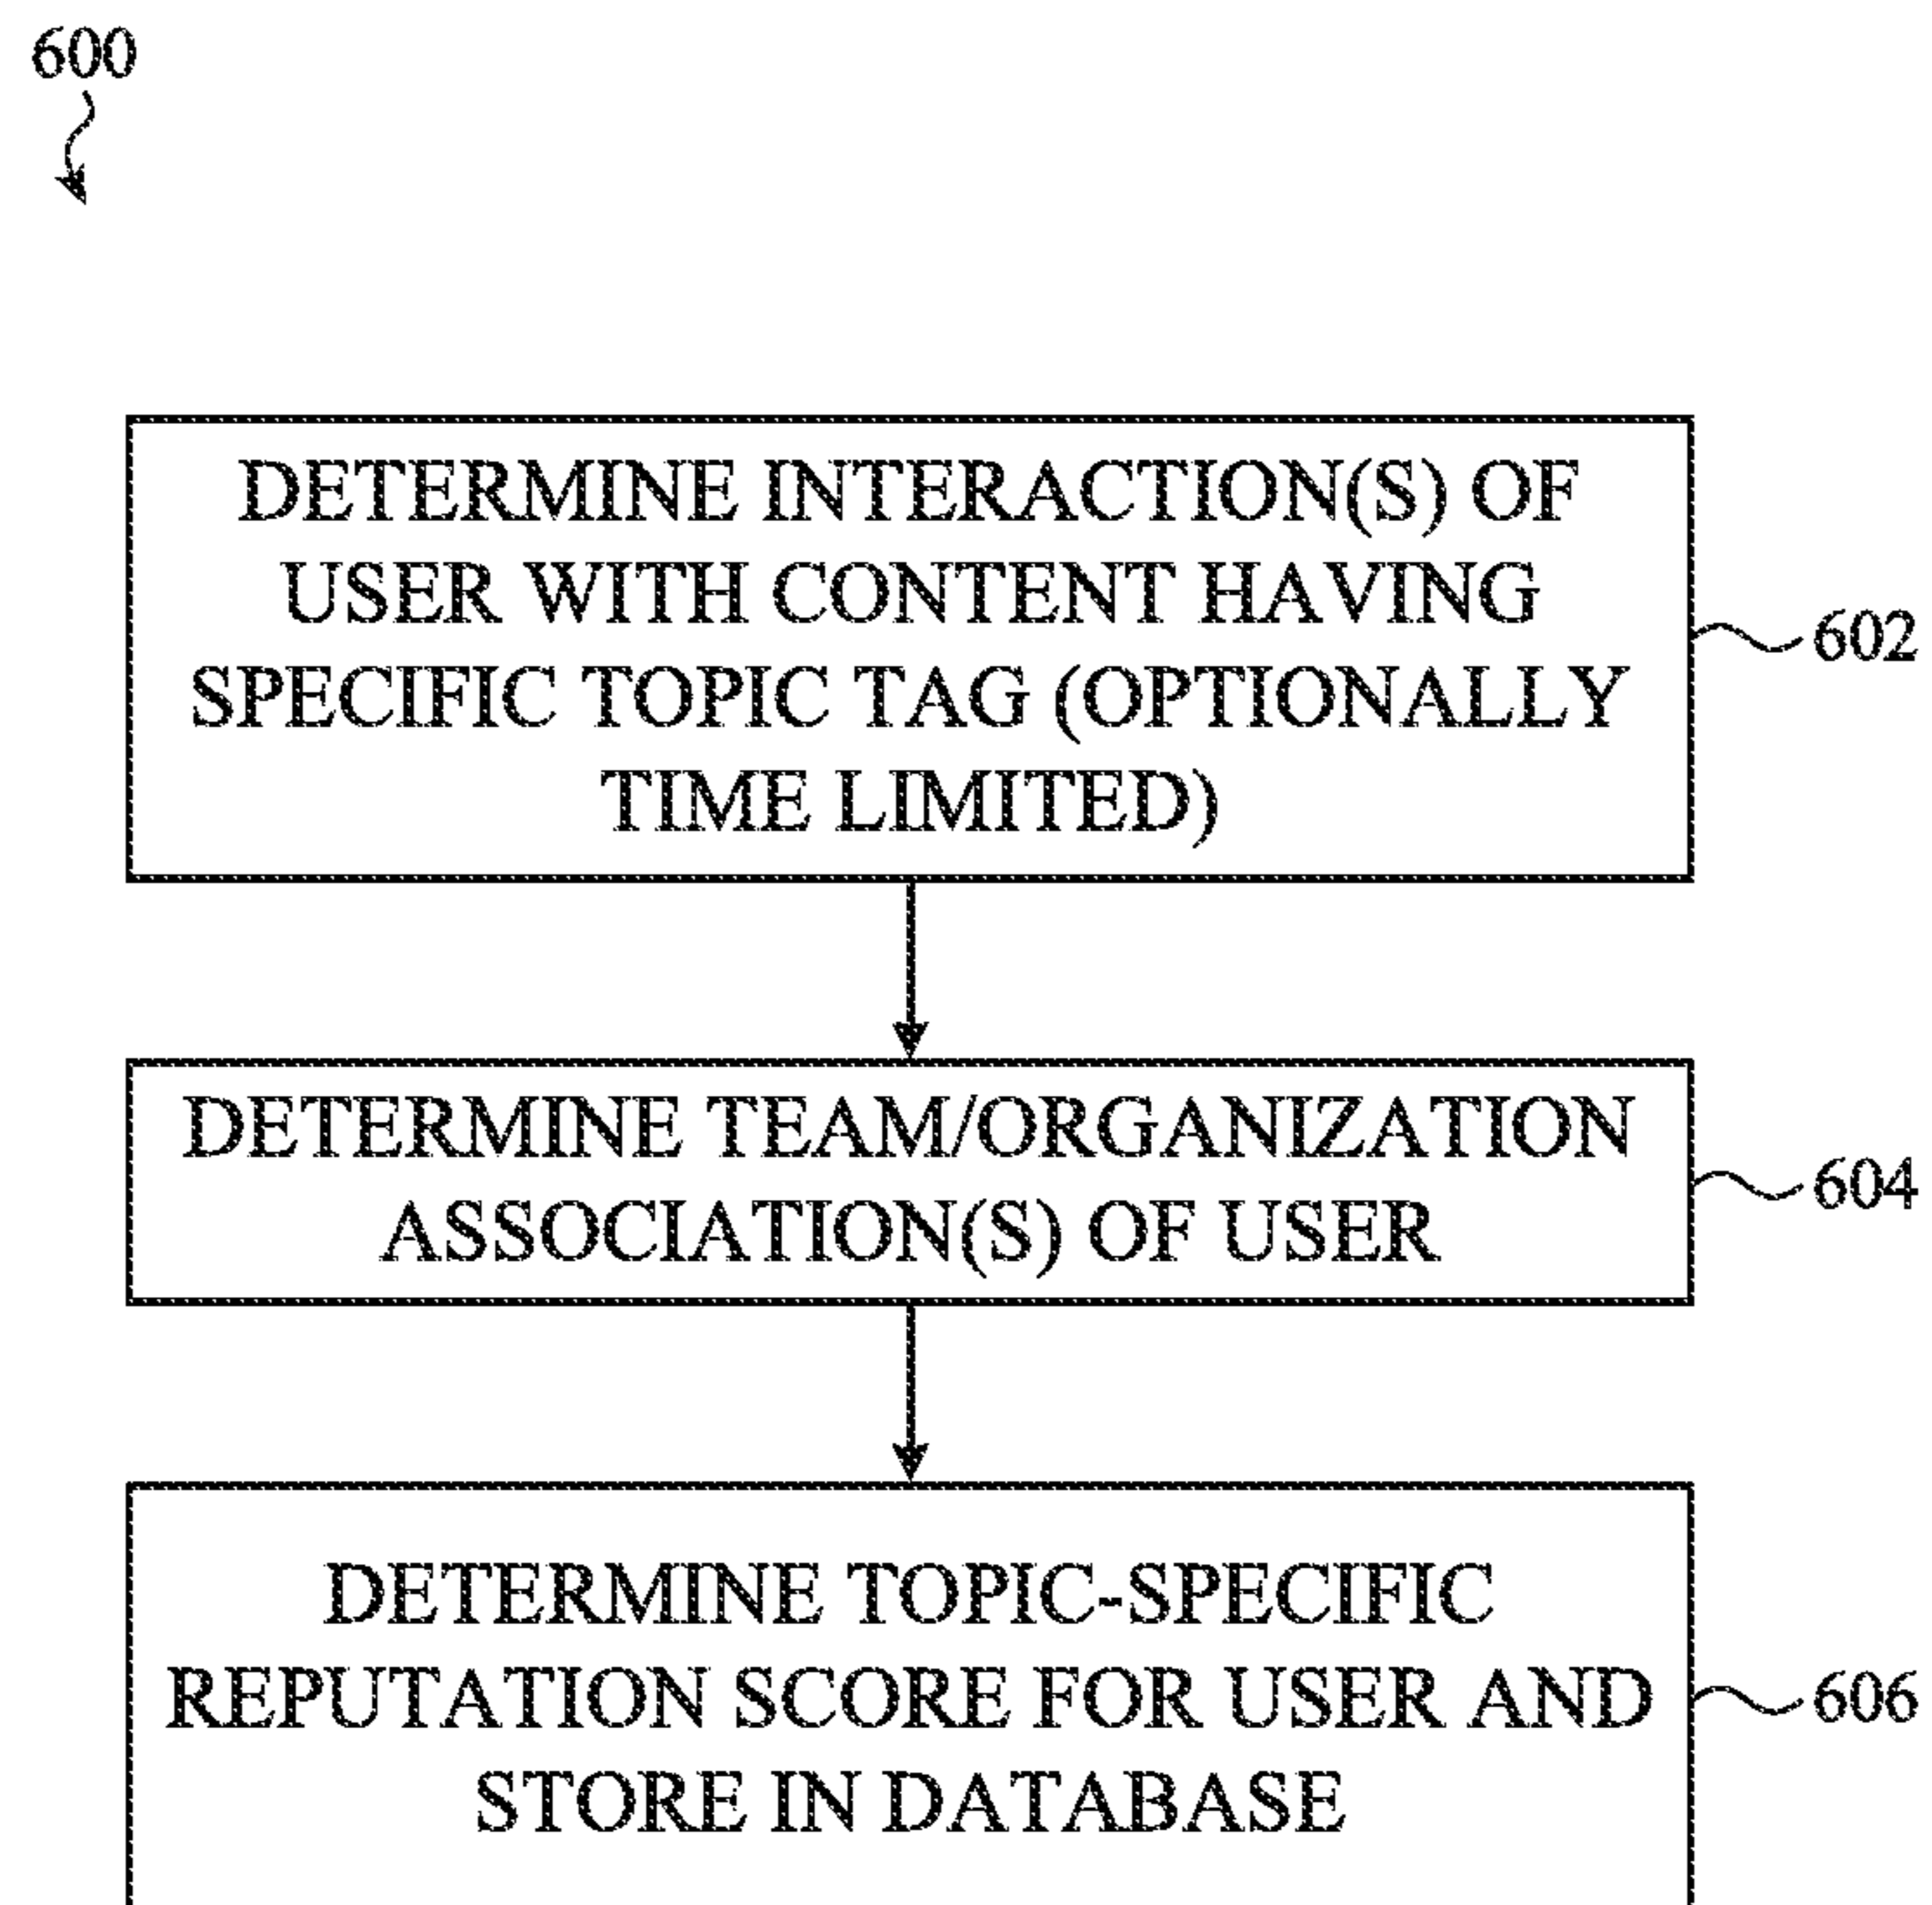 600
DETERMINE INTERACTION(S) OF
USER WITH CONTENT HAVING
SPECIFIC TOPIC TAG (OPTIONALLY
TIME LIMITED)
602
DETERMINE TEAM/ORGANIZATION
ASSOCIATION(S) OF USER
604
DETERMINE TOPIC-SPECIFIC
REPUTATION SCORE FOR USER AND
STORE IN DATABASE
606